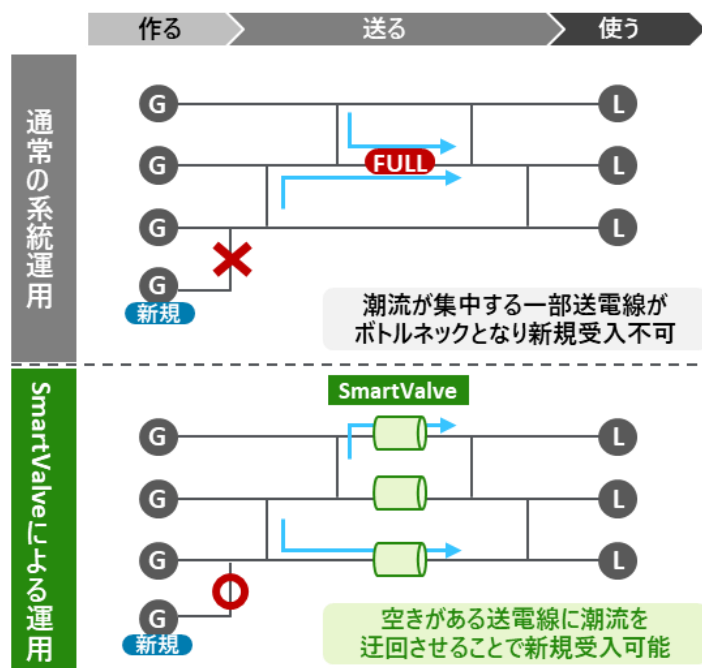 作る
送る
使う
通常の系統運用
G
L
G
FULL
L
G
L
G
新規
潮流が集中する一部送電線が
ボトルネックとなり新規受入不可
SmartValveによる運用
SmartValve
G
L
G
L
G
L
G
新規
空きがある送電線に潮流を
迂回させることで新規受入可能